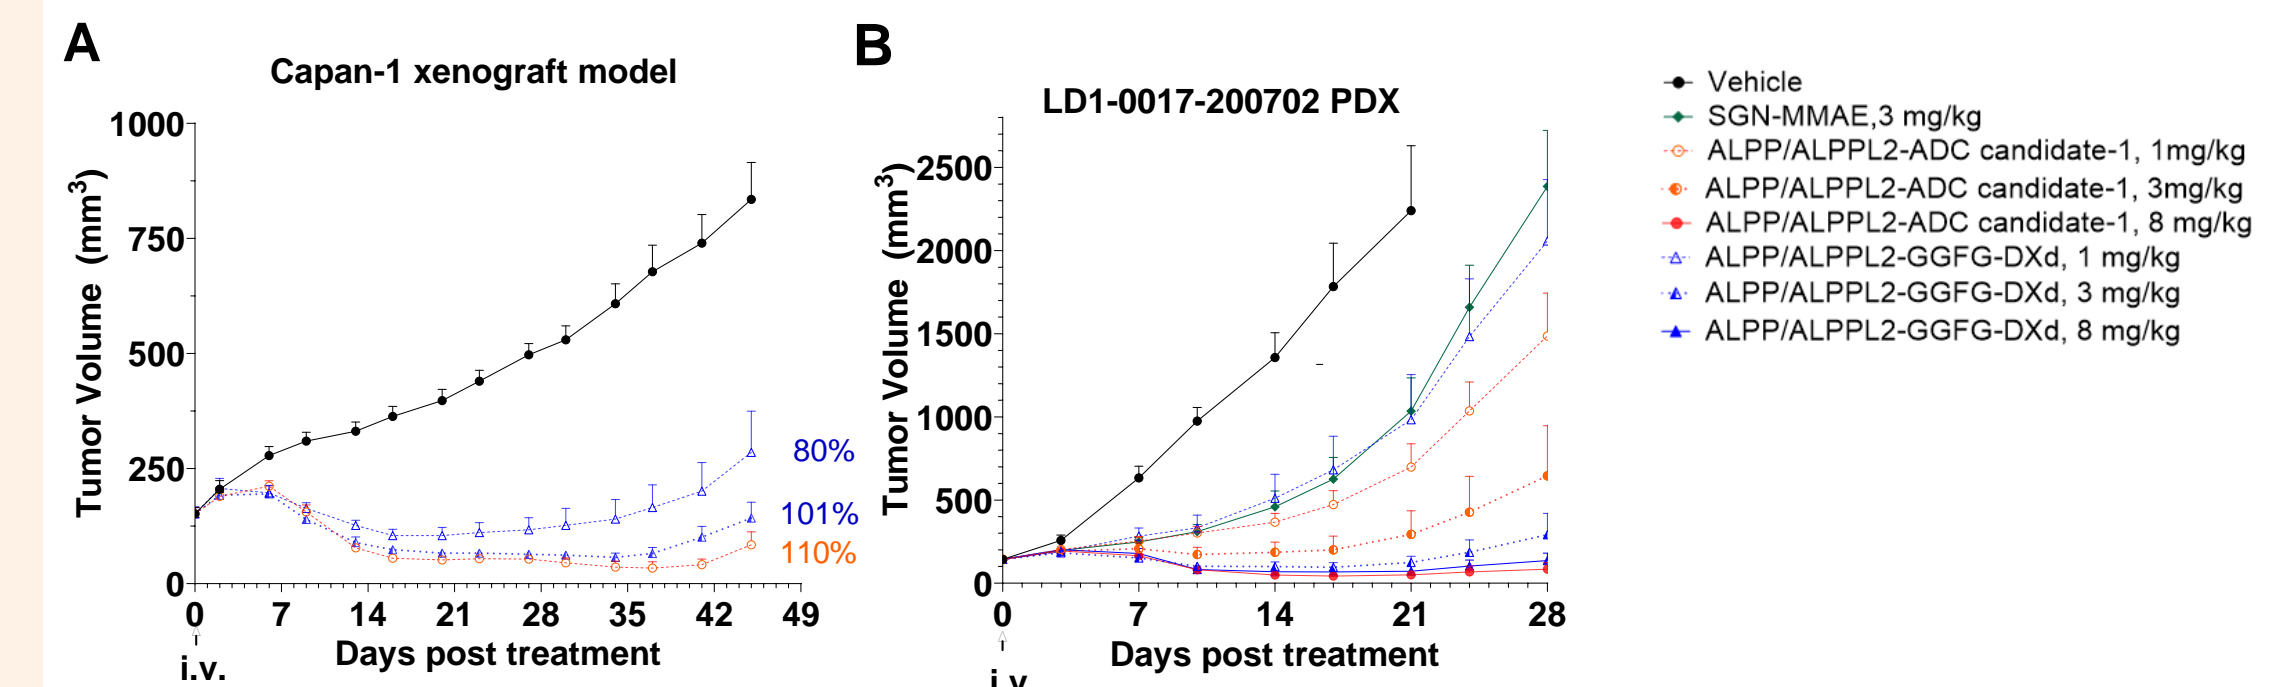 A
Capan-1 xenograft model
Tumor Volume (mm³)
1000
750
500
250
0
0 7 14 21 28 35 42 49
80%
101%
110%
Days post treatment
i.v.
B
LD1-0017-200702 PDX
Tumor Volume (mm³)
2500
2000
1500
1000
500
0
0 7 14 21 28
Days post treatment
i.v
Vehicle
SGN-MMAE,3 mg/kg
ALPP/ALPPL2-ADC candidate-1, 1mg/kg
ALPP/ALPPL2-ADC candidate-1, 3mg/kg
ALPP/ALPPL2-ADC candidate-1, 8 mg/kg
ALPP/ALPPL2-GGFG-DXd, 1 mg/kg
ALPP/ALPPL2-GGFG-DXd, 3 mg/kg
ALPP/ALPPL2-GGFG-DXd, 8 mg/kg